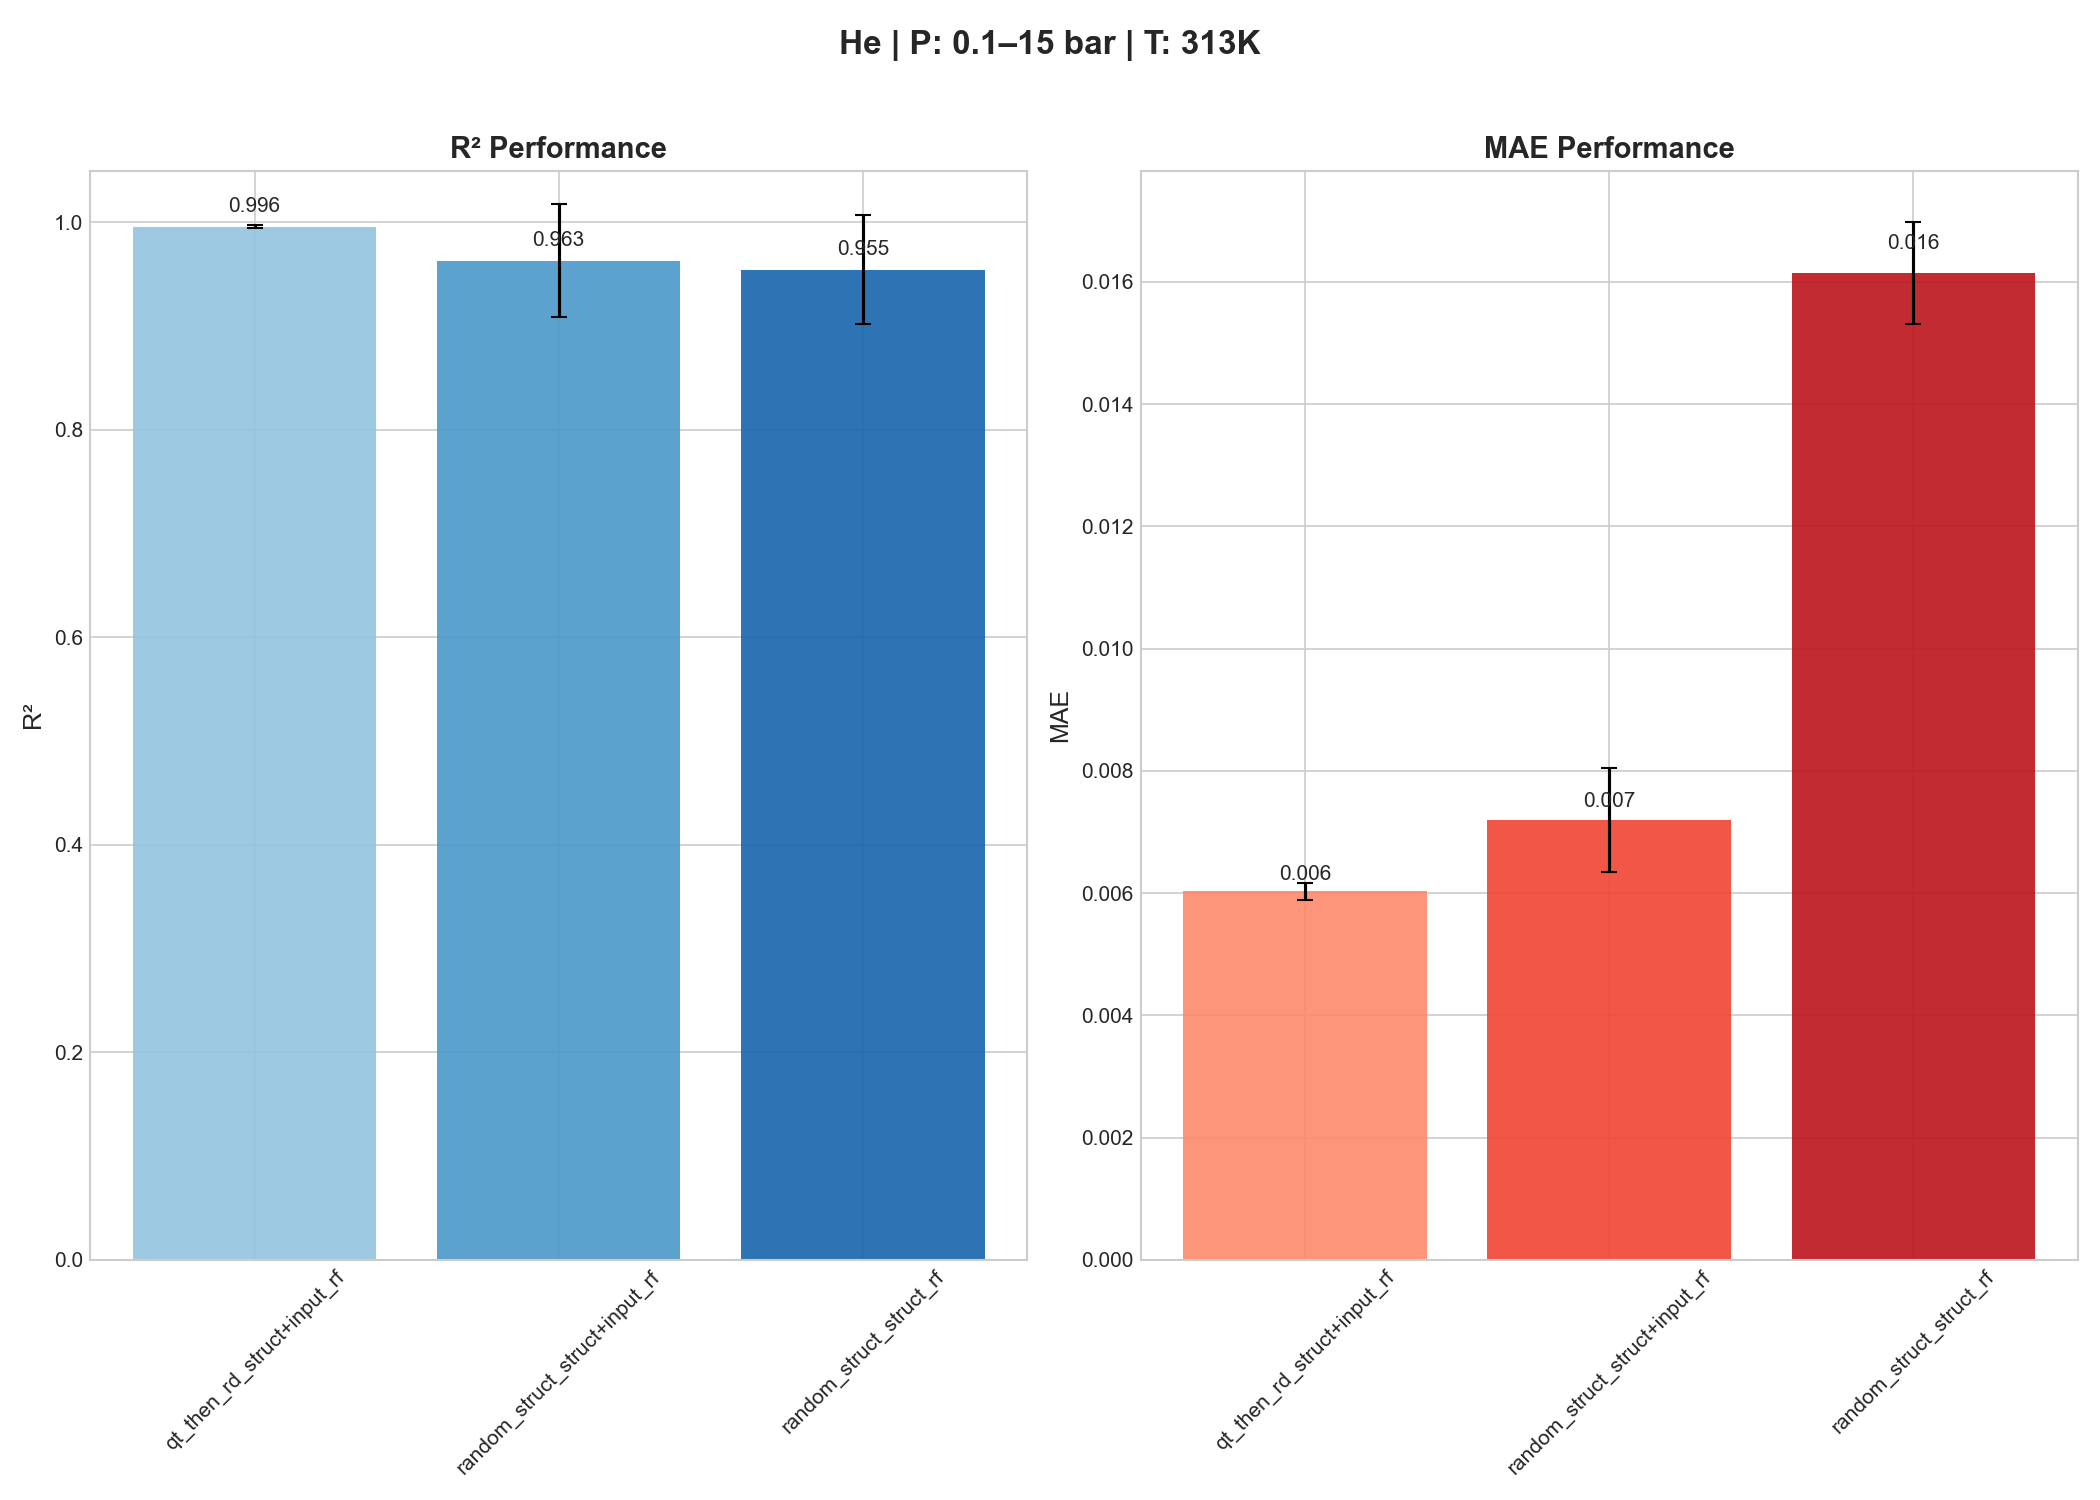 He | P: 0.1–15 bar | T: 313K
R² Performance
R²
1.0
0.8
0.6
0.4
0.2
0.0
0.996
0.963
0.955
qt_then_rd_struct+input_rf
random_struct_struct+input_rf
random_struct_struct_rf
MAE Performance
MAE
0.016
0.014
0.012
0.010
0.008
0.006
0.004
0.002
0.000
0.006
0.007
0.016
qt_then_rd_struct+input_rf
random_struct_struct+input_rf
random_struct_struct_rf